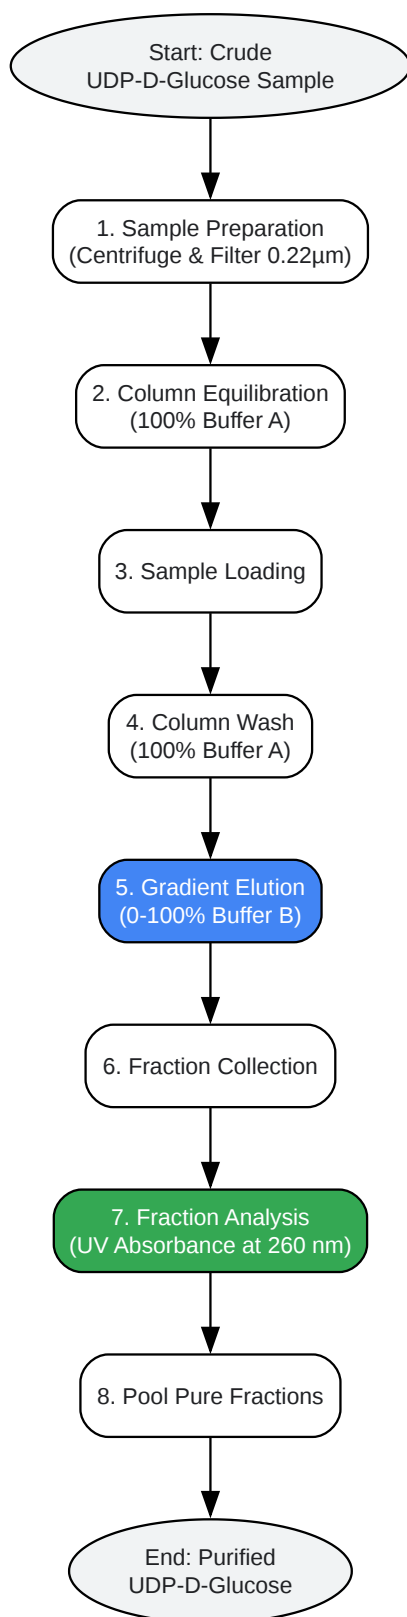 Start: Crude
UDP-D-Glucose Sample
1. Sample Preparation
(Centrifuge & Filter 0.22µm)
2. Column Equilibration
(100% Buffer A)
3. Sample Loading
4. Column Wash
(100% Buffer A)
5. Gradient Elution
(0-100% Buffer B)
6. Fraction Collection
7. Fraction Analysis
(UV Absorbance at 260 nm)
8. Pool Pure Fractions
End: Purified
UDP-D-Glucose